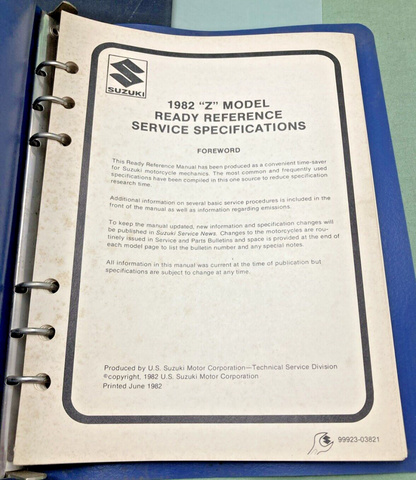 SUZUKI
1982 "Z" MODEL
READY REFERENCE
SERVICE SPECIFICATIONS
FOREWORD
This Ready Reference Manual has been produced as a convenient time-saver
for Suzuki motorcycle mechanics. The most common and frequently used
specifications have been compiled in this one source to reduce specification
research time.
Additional information on several basic service procedures is included in the
front of the manual as well as information regarding emissions.
To keep the manual updated, new information and specification changes will
be published in Suzuki Service News. Changes to the motorcycles are rou-
tinely issued in Service and Parts Bulletins and space is provided at the end of
each model page to list the bulletin number and any special notes.
All information in this manual was current at the time of publication but
specifications are subject to change at any time.
Produced by U.S. Suzuki Motor Corporation—Technical Service Division
©copyright, 1982 U.S. Suzuki Motor Corporation
Printed June 1982
99923-03821